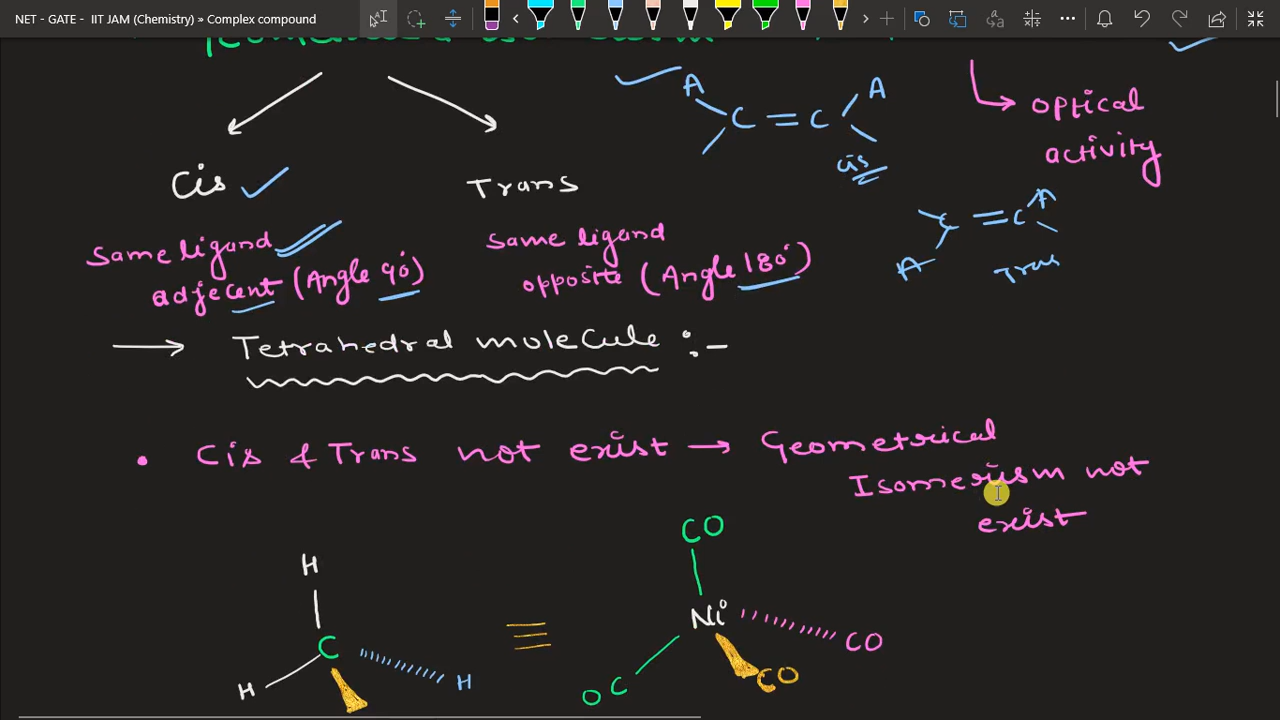 NET - GATE - IIT JAM (Chemistry) » Complex compound
A A
C = C
cis
optical
activity
Cis Trans
C = C A
A Trans
Same ligand
adjecent (Angle 90°)
same ligand
opposite (Angle 180°)
Tetrahedral molecule :-
• Cis & Trans not exist → Geometrical
Isomerism not
exist
H
C
H H
≡
CO
Ni
CO
CO
OC